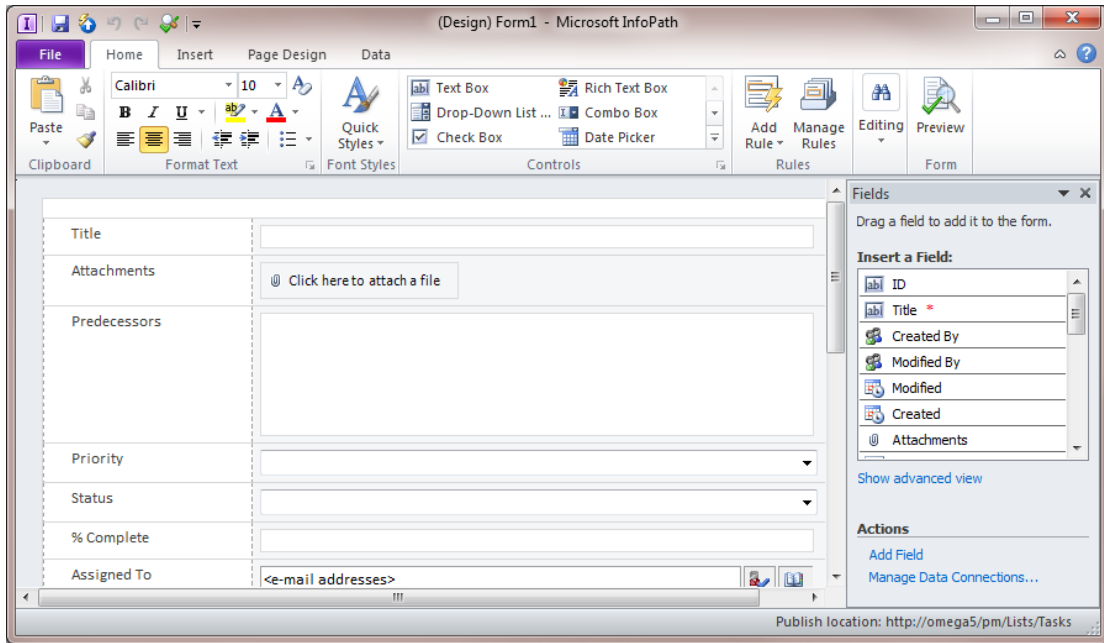 (Design) Form1 - Microsoft InfoPath
File Home Insert Page Design Data
Calibri 10
B I U
Paste
Clipboard
Format Text
Quick Styles
Font Styles
Text Box Rich Text Box
Drop-Down List ... Combo Box
Check Box Date Picker
Controls
Add Rule
Manage Rules
Rules
Editing
Preview
Form
Title
Attachments
Click here to attach a file
Predecessors
Priority
Status
% Complete
Assigned To
<e-mail addresses>
Fields
Drag a field to add it to the form.
Insert a Field:
ID
Title *
Created By
Modified By
Modified
Created
Attachments
Show advanced view
Actions
Add Field
Manage Data Connections...
Publish location: http://omega5/pm/Lists/Tasks